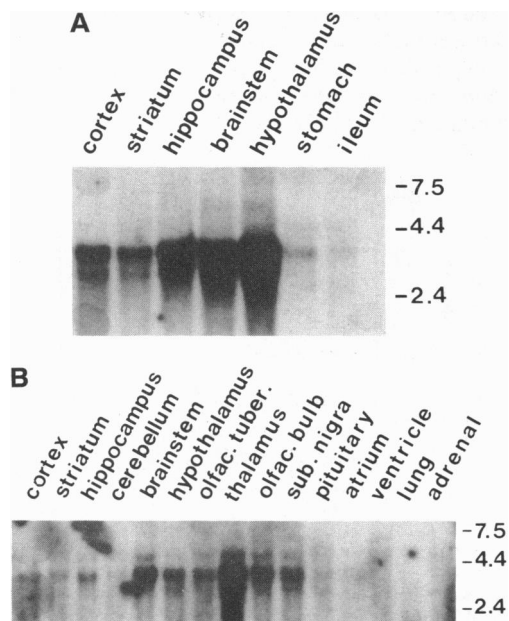 A
cortex
striatum
hippocampus
brainstem
hypothalamus
stomach
ileum
-7.5
-4.4
-2.4
B
cortex
striatum
hippocampus
cerebellum
brainstem
hypothalamus
olfac. tuber.
thalamus
olfac. bulb
sub. nigra
pituitary
atrium
ventricle
lung
adrenal
-7.5
-4.4
-2.4